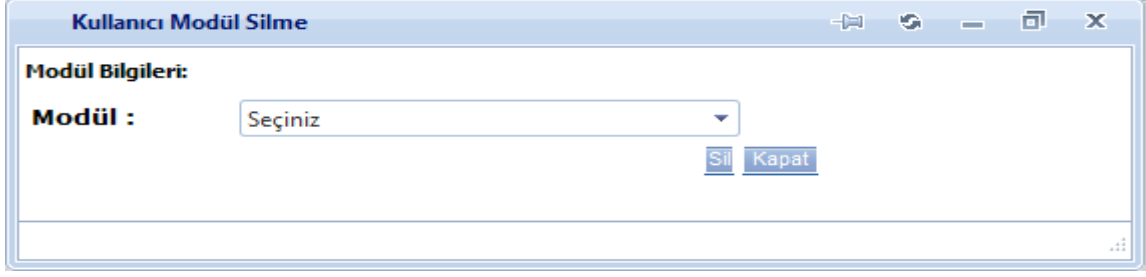 Kullanıcı Modül Silme
Modül Bilgileri:
Modül : Seçiniz
Sil Kapat